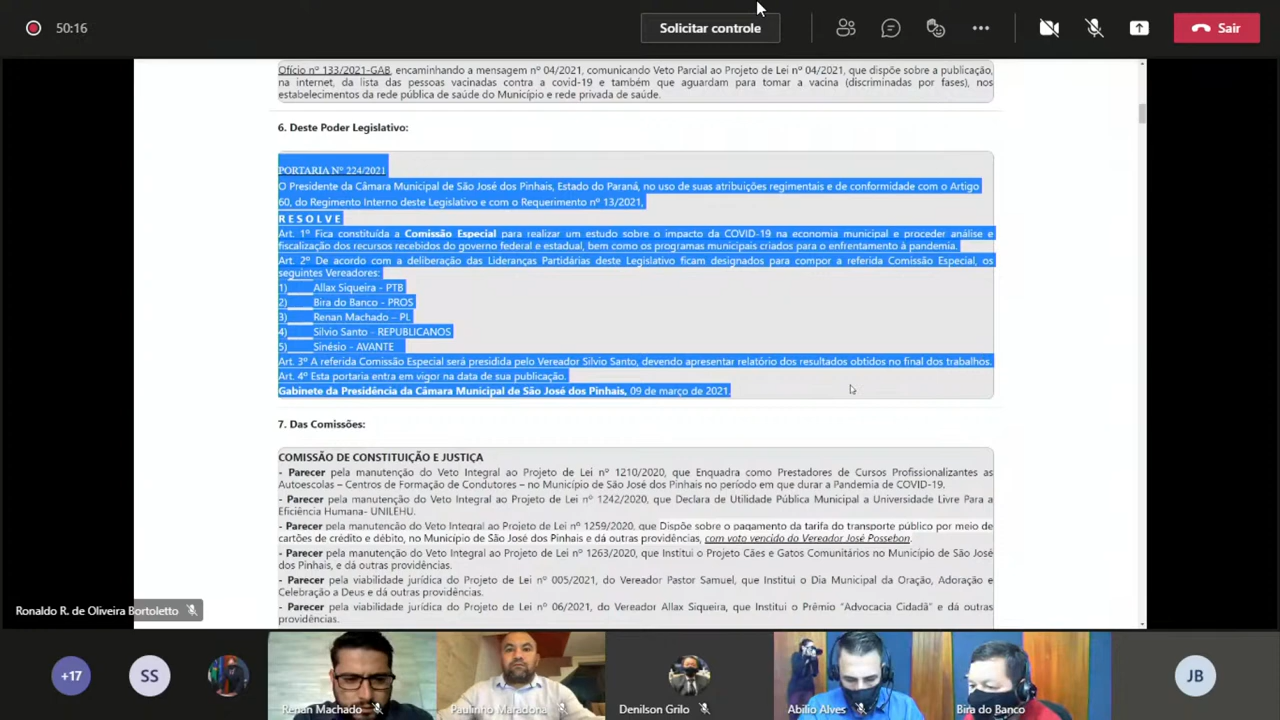 50:16
Solicitar controle
Sair
Ofício nº 133/2021-GAB, encaminhando a mensagem nº 04/2021, comunicando Veto Parcial ao Projeto de Lei nº 04/2021, que dispõe sobre a publicação,
na internet, da lista das pessoas vacinadas contra a covid-19 e também que aguardam para tomar a vacina (discriminadas por fases), nos
estabelecimentos da rede pública de saúde do Município e rede privada de saúde.
6. Deste Poder Legislativo:
PORTARIA Nº 224/2021
O Presidente da Câmara Municipal de São José dos Pinhais, Estado do Paraná, no uso de suas atribuições regimentais e de conformidade com o Artigo
60, do Regimento Interno deste Legislativo e com o Requerimento nº 13/2021,
R E S O L V E
Art. 1º Fica constituída a Comissão Especial para realizar um estudo sobre o impacto da COVID-19 na economia municipal e proceder análise e
fiscalização dos recursos recebidos do governo federal e estadual, bem como os programas municipais criados para o enfrentamento à pandemia.
Art. 2º De acordo com a deliberação das Lideranças Partidárias deste Legislativo ficam designados para compor a referida Comissão Especial, os
seguintes Vereadores:
1)____Allax Siqueira - PTB
2)____Bira do Banco - PROS
3)____Renan Machado – PL
4)____Silvio Santo - REPUBLICANOS
5)____Sinésio - AVANTE
Art. 3º A referida Comissão Especial será presidida pelo Vereador Silvio Santo, devendo apresentar relatório dos resultados obtidos no final dos trabalhos.
Art. 4º Esta portaria entra em vigor na data de sua publicação.
Gabinete da Presidência da Câmara Municipal de São José dos Pinhais, 09 de março de 2021.
7. Das Comissões:
COMISSÃO DE CONSTITUIÇÃO E JUSTIÇA
- Parecer pela manutenção do Veto Integral ao Projeto de Lei nº 1210/2020, que Enquadra como Prestadores de Cursos Profissionalizantes as
Autoescolas – Centros de Formação de Condutores – no Município de São José dos Pinhais no período em que durar a Pandemia de COVID-19.
- Parecer pela manutenção do Veto Integral ao Projeto de Lei nº 1242/2020, que Declara de Utilidade Pública Municipal a Universidade Livre Para a
Eficiência Humana- UNILEHU.
- Parecer pela manutenção do Veto Integral ao Projeto de Lei nº 1259/2020, que Dispõe sobre o pagamento da tarifa do transporte público por meio de
cartões de crédito e débito, no Município de São José dos Pinhais e dá outras providências, com voto vencido do Vereador José Possebon.
- Parecer pela manutenção do Veto Integral ao Projeto de Lei nº 1263/2020, que Institui o Projeto Cães e Gatos Comunitários no Município de São José
dos Pinhais, e dá outras providências.
- Parecer pela viabilidade jurídica do Projeto de Lei nº 005/2021, do Vereador Pastor Samuel, que Institui o Dia Municipal da Oração, Adoração e
Celebração a Deus e dá outras providências.
- Parecer pela viabilidade jurídica do Projeto de Lei nº 06/2021, do Vereador Allax Siqueira, que Institui o Prêmio "Advocacia Cidadã" e dá outras
providências.
Ronaldo R. de Oliveira Bortoletto
+17
SS
Renan Machado
Paulinho Maradona
Denilson Grilo
Abilio Alves
Bira do Banco
JB